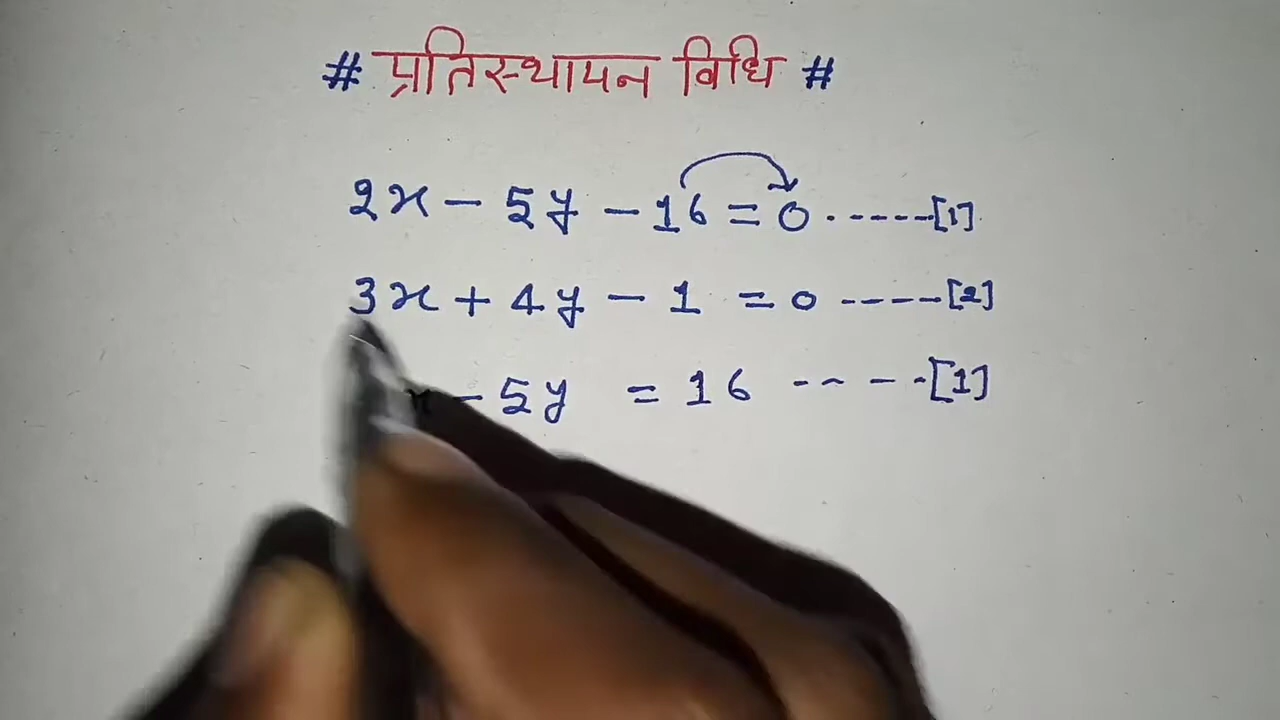 # प्रतिस्थापन विधि #
2x - 5y - 16 = 0 . - - - - - [1]
3x + 4y - 1 = 0 - - - - - [2]
x - 5y = 16 - - - - [1]